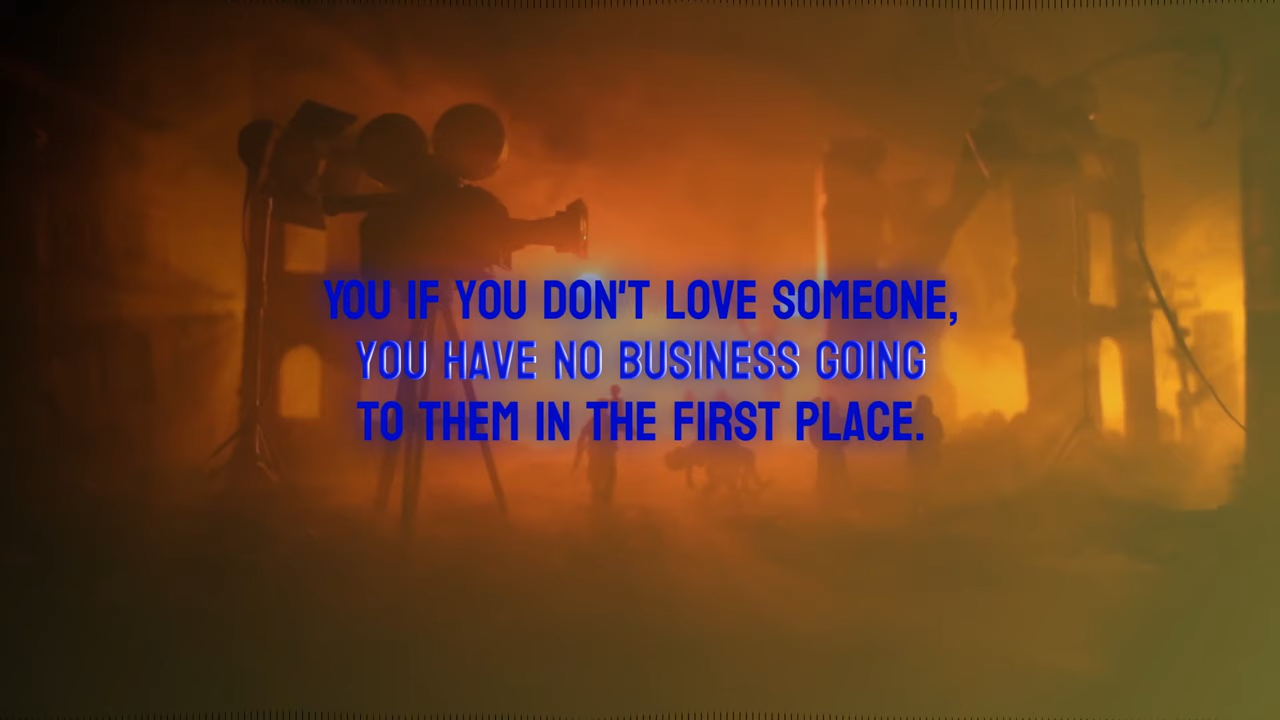 YOU IF YOU DON'T LOVE SOMEONE,
YOU HAVE NO BUSINESS GOING
TO THEM IN THE FIRST PLACE.